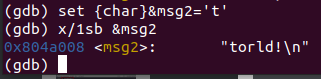 (gdb) set {char}&msg2='t'
(gdb) x/1sb &msg2
0x804a008 <msg2>: "torld!\n"
(gdb)